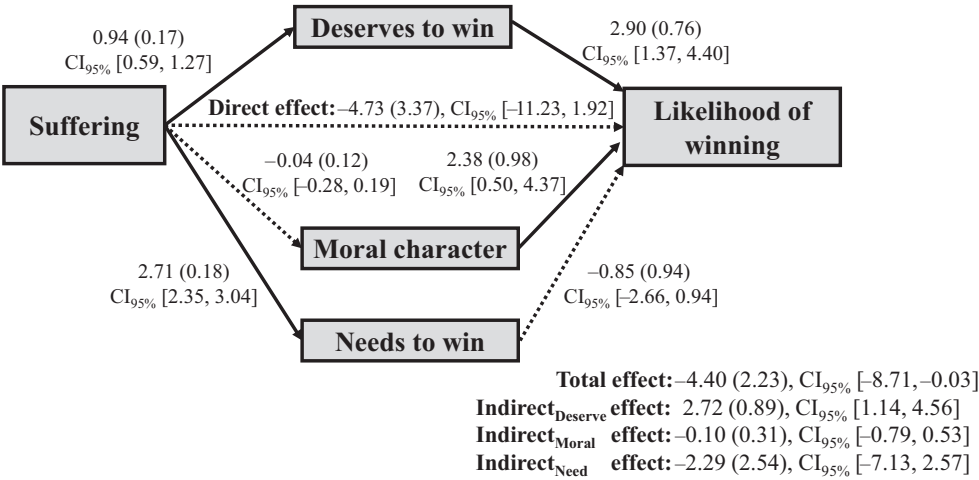 0.94 (0.17)
CI95% [0.59, 1.27]
Deserves to win
2.90 (0.76)
CI95% [1.37, 4.40]
Suffering
Direct effect: –4.73 (3.37), CI95% [–11.23, 1.92]
Likelihood of
winning
–0.04 (0.12)
CI95% [–0.28, 0.19]
2.38 (0.98)
CI95% [0.50, 4.37]
Moral character
2.71 (0.18)
CI95% [2.35, 3.04]
–0.85 (0.94)
CI95% [–2.66, 0.94]
Needs to win
Total effect: –4.40 (2.23), CI95% [–8.71, –0.03]
IndirectDeserve effect: 2.72 (0.89), CI95% [1.14, 4.56]
IndirectMoral effect: –0.10 (0.31), CI95% [–0.79, 0.53]
IndirectNeed effect: –2.29 (2.54), CI95% [–7.13, 2.57]